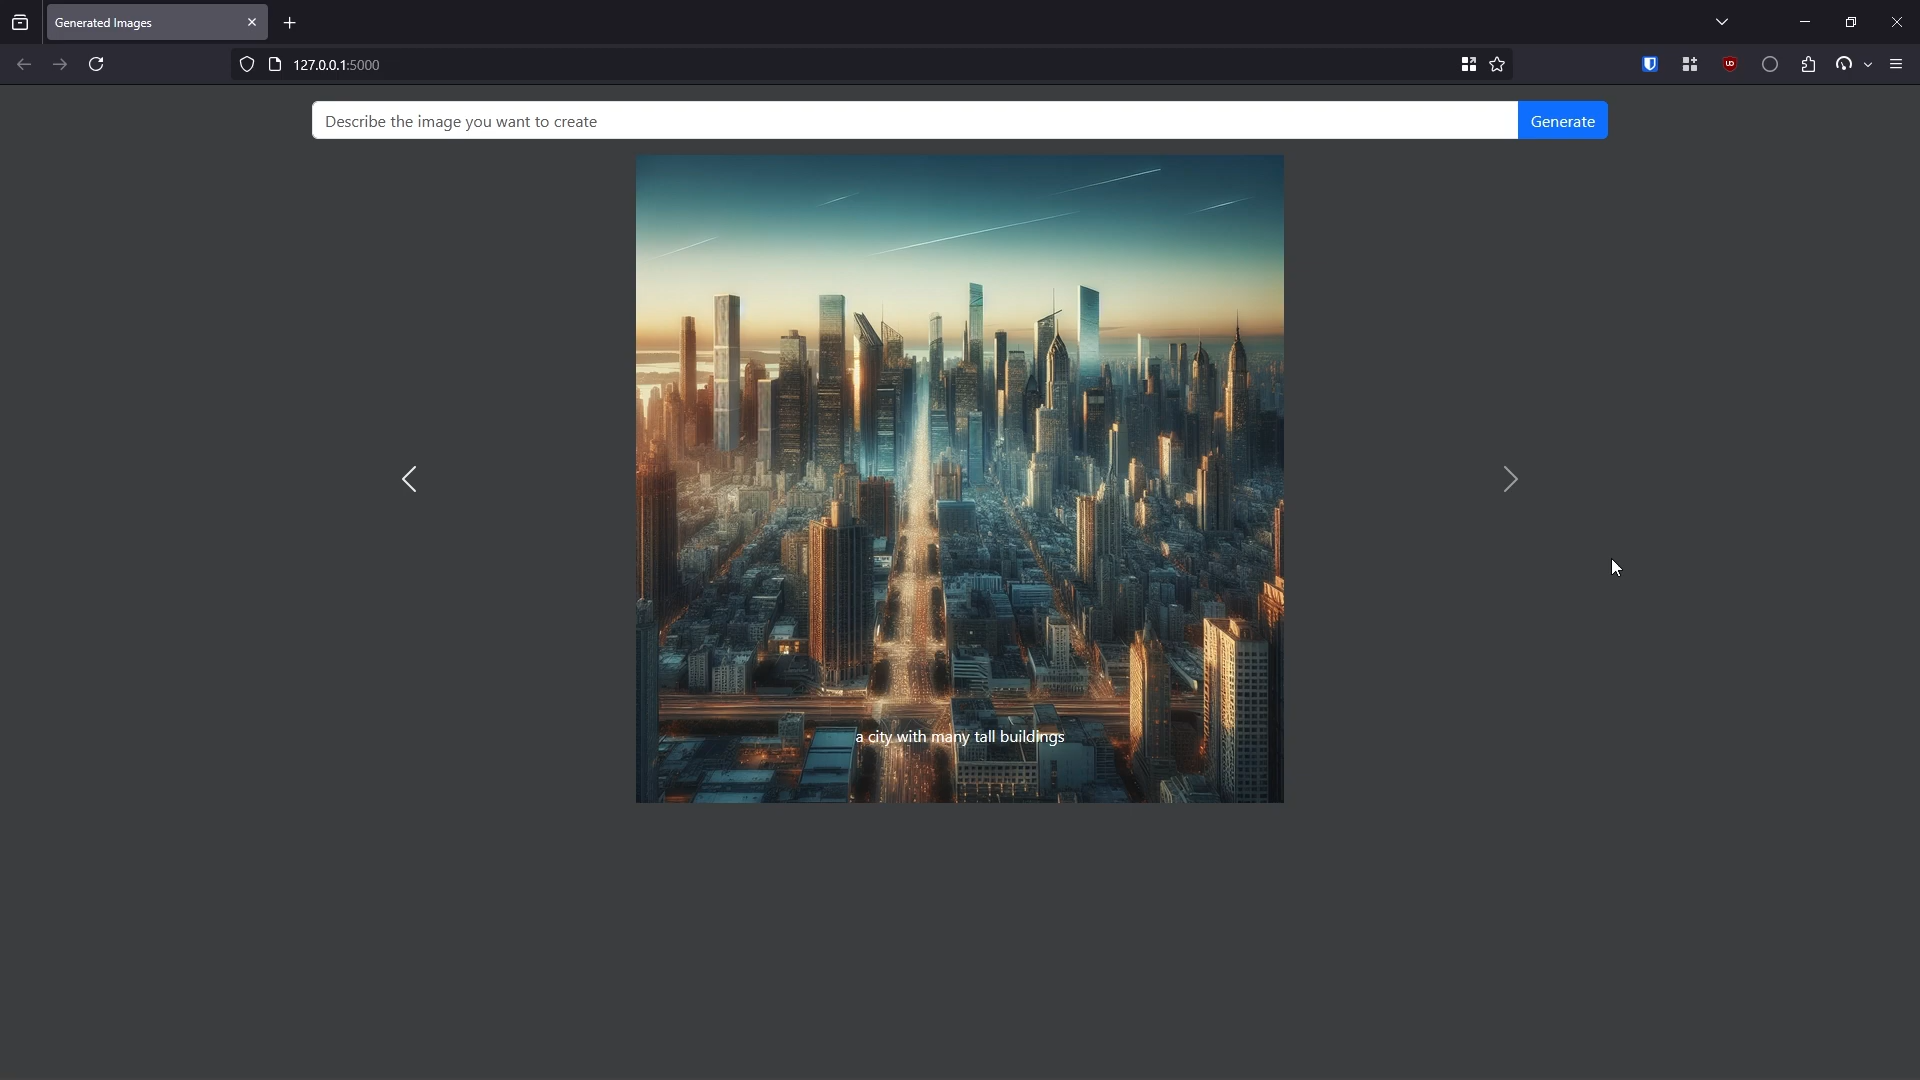 Generated Images
127.0.0.1:5000
Describe the image you want to create
Generate
a city with many tall buildings